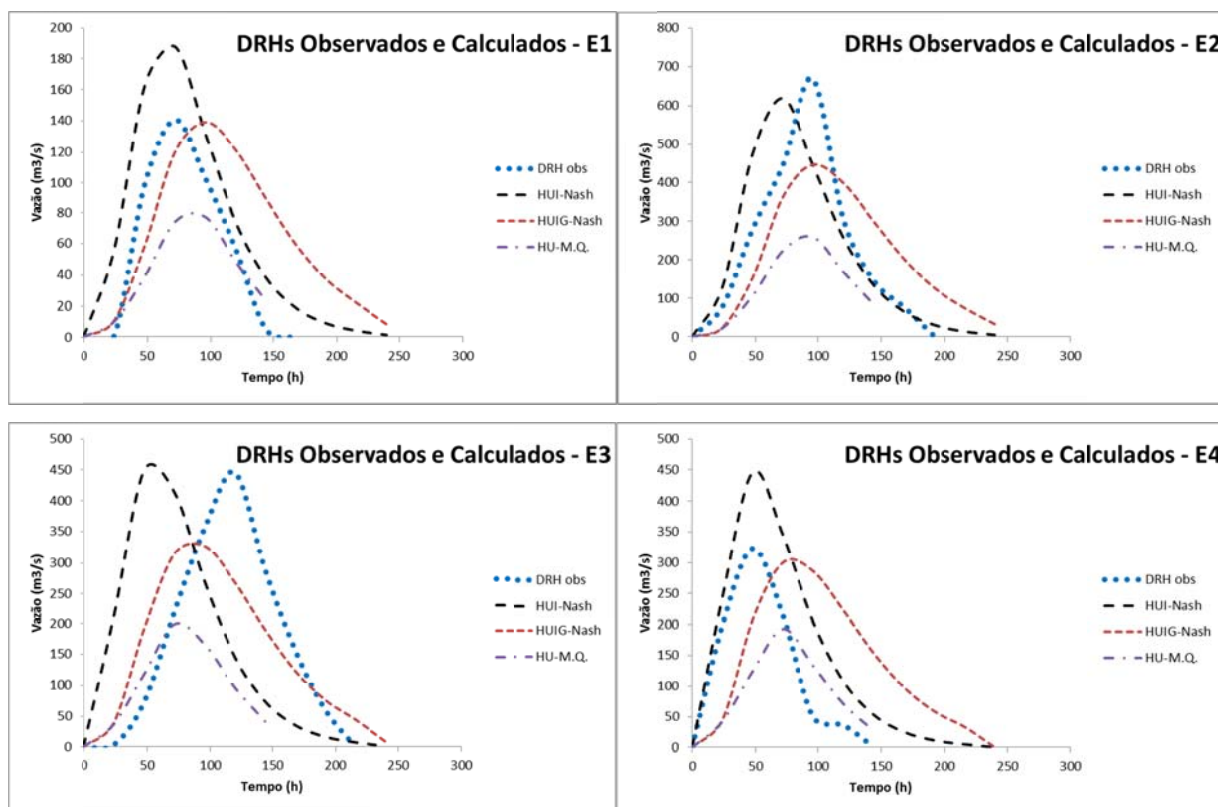 DRHs Observados e Calculados - E1
Vazão (m3/s)
200
180
160
140
120
100
80
60
40
20
0
0 50 100 150 200 250 300
Tempo (h)
DRH obs
HUI-Nash
HUIG-Nash
HU-M.Q.
DRHs Observados e Calculados - E2
Vazão (m3/s)
800
700
600
500
400
300
200
100
0
0 50 100 150 200 250 300
Tempo (h)
DRH obs
HUI-Nash
HUIG-Nash
HU-M.Q.
DRHs Observados e Calculados - E3
Vazão (m3/s)
500
450
400
350
300
250
200
150
100
50
0
0 50 100 150 200 250 300
Tempo (h)
DRH obs
HUI-Nash
HUIG-Nash
HU-M.Q.
DRHs Observados e Calculados - E4
Vazão (m3/s)
500
450
400
350
300
250
200
150
100
50
0
0 50 100 150 200 250 300
Tempo (h)
DRH obs
HUI-Nash
HUIG-Nash
HU-M.Q.